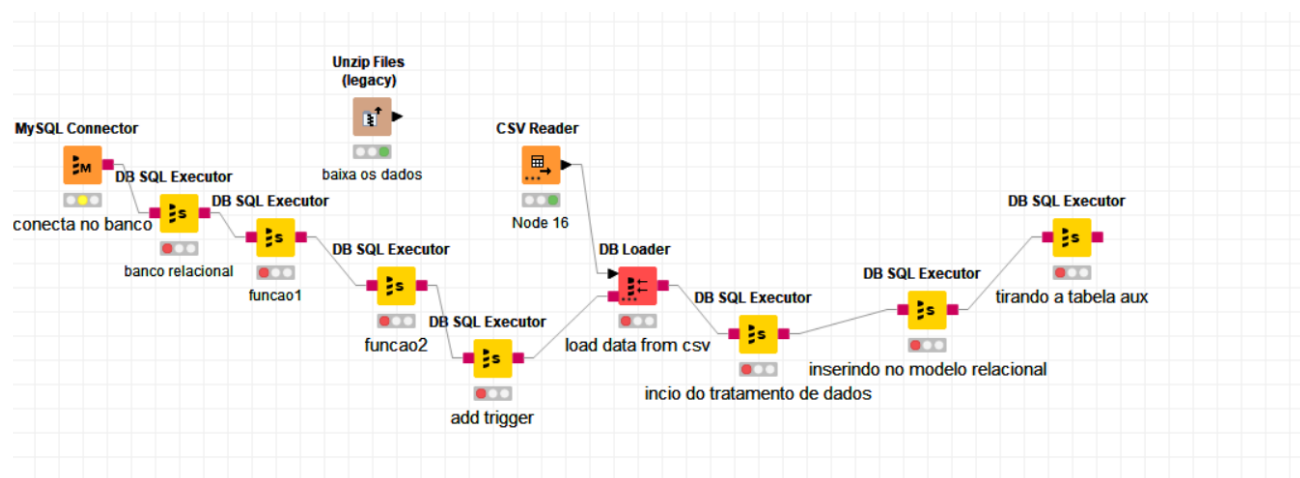 Unzip Files
(legacy)
baixa os dados
MySQL Connector
conecta no banco
DB SQL Executor
banco relacional
DB SQL Executor
funcao1
DB SQL Executor
funcao2
DB SQL Executor
add trigger
CSV Reader
Node 16
DB Loader
load data from csv
DB SQL Executor
incio do tratamento de dados
DB SQL Executor
inserindo no modelo relacional
DB SQL Executor
tirando a tabela aux